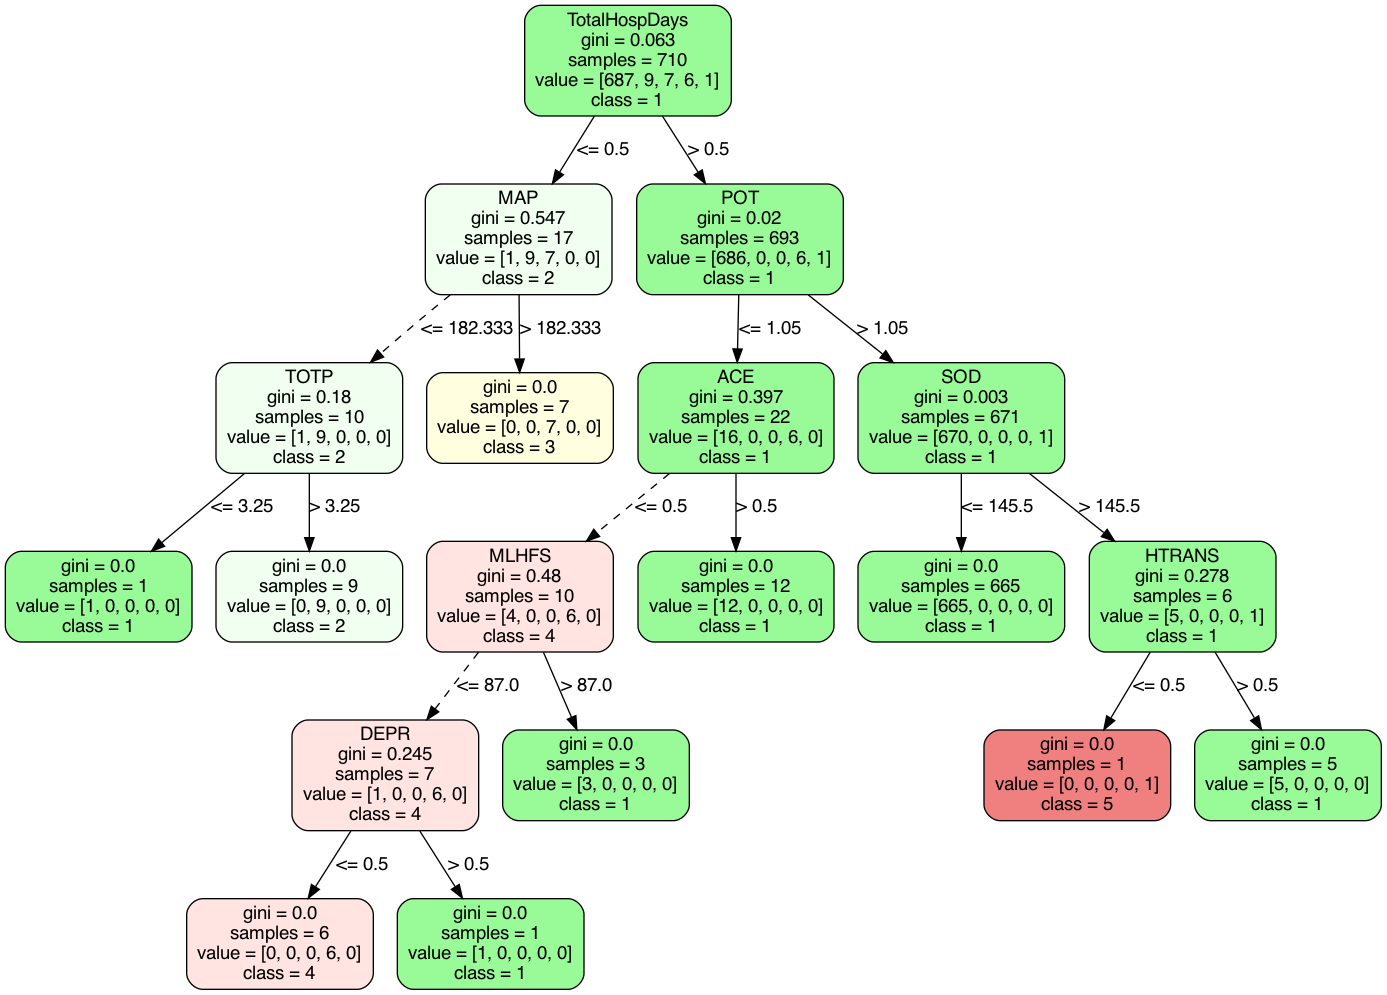 TotalHospDays
gini = 0.063
samples = 710
value = [687, 9, 7, 6, 1]
class = 1
<= 0.5
> 0.5
MAP
gini = 0.547
samples = 17
value = [1, 9, 7, 0, 0]
class = 2
POT
gini = 0.02
samples = 693
value = [686, 0, 0, 6, 1]
class = 1
<= 182.333
> 182.333
<= 1.05
> 1.05
TOTP
gini = 0.18
samples = 10
value = [1, 9, 0, 0, 0]
class = 2
gini = 0.0
samples = 7
value = [0, 0, 7, 0, 0]
class = 3
ACE
gini = 0.397
samples = 22
value = [16, 0, 0, 6, 0]
class = 1
SOD
gini = 0.003
samples = 671
value = [670, 0, 0, 0, 1]
class = 1
<= 3.25
> 3.25
<= 0.5
> 0.5
<= 145.5
> 145.5
gini = 0.0
samples = 1
value = [1, 0, 0, 0, 0]
class = 1
gini = 0.0
samples = 9
value = [0, 9, 0, 0, 0]
class = 2
MLHFS
gini = 0.48
samples = 10
value = [4, 0, 0, 6, 0]
class = 4
gini = 0.0
samples = 12
value = [12, 0, 0, 0, 0]
class = 1
gini = 0.0
samples = 665
value = [665, 0, 0, 0, 0]
class = 1
HTRANS
gini = 0.278
samples = 6
value = [5, 0, 0, 0, 1]
class = 1
<= 87.0
> 87.0
<= 0.5
> 0.5
DEPR
gini = 0.245
samples = 7
value = [1, 0, 0, 6, 0]
class = 4
gini = 0.0
samples = 3
value = [3, 0, 0, 0, 0]
class = 1
gini = 0.0
samples = 1
value = [0, 0, 0, 0, 1]
class = 5
gini = 0.0
samples = 5
value = [5, 0, 0, 0, 0]
class = 1
<= 0.5
> 0.5
gini = 0.0
samples = 6
value = [0, 0, 0, 6, 0]
class = 4
gini = 0.0
samples = 1
value = [1, 0, 0, 0, 0]
class = 1